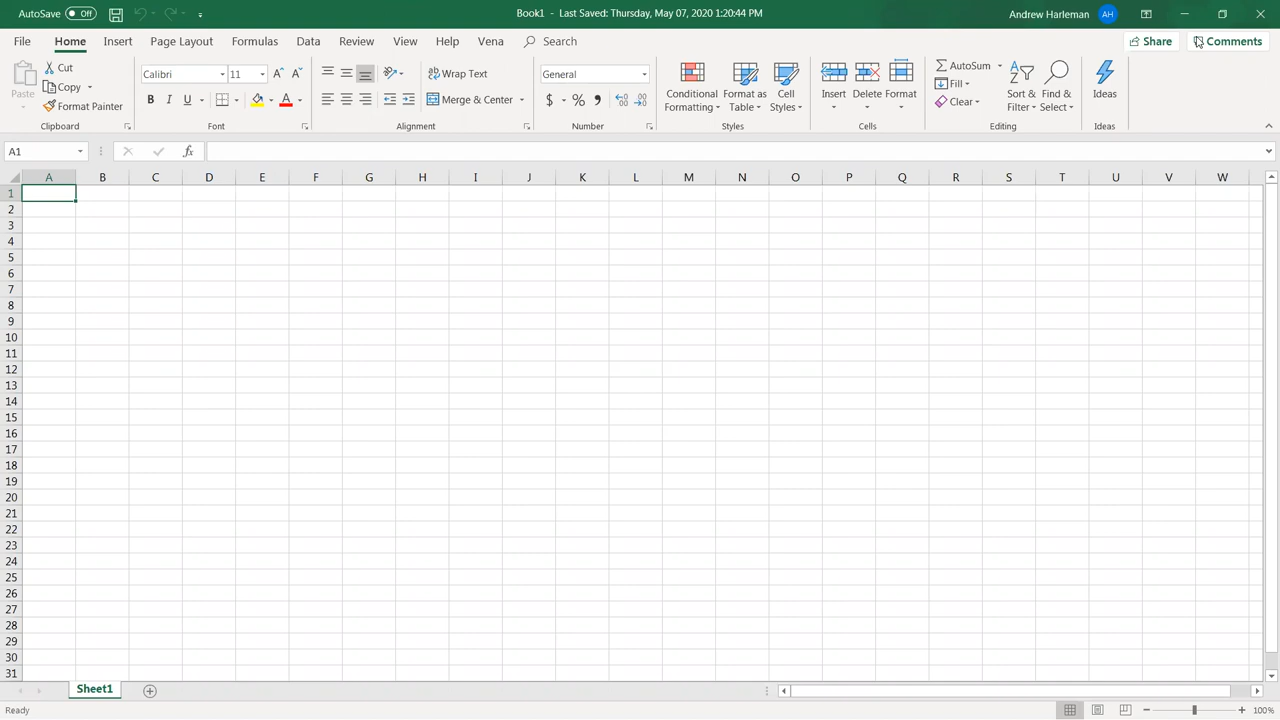 AutoSave Off Book1 - Last Saved: Thursday, May 07, 2020 1:20:44 PM Andrew Harleman AH
File Home Insert Page Layout Formulas Data Review View Help Vena Search Share Comments
Paste Cut Copy Format Painter
Calibri 11 A A B I U A
ab Wrap Text Merge & Center
General $ % ,
Conditional Formatting Format as Table Cell Styles
Insert Delete Format
AutoSum Fill Clear Sort & Filter Find & Select
Ideas
Clipboard Font Alignment Number Styles Cells Editing Ideas
A1 fx
A B C D E F G H I J K L M N O P Q R S T U V W
1
2
3
4
5
6
7
8
9
10
11
12
13
14
15
16
17
18
19
20
21
22
23
24
25
26
27
28
29
30
31
Sheet1
Ready 100%